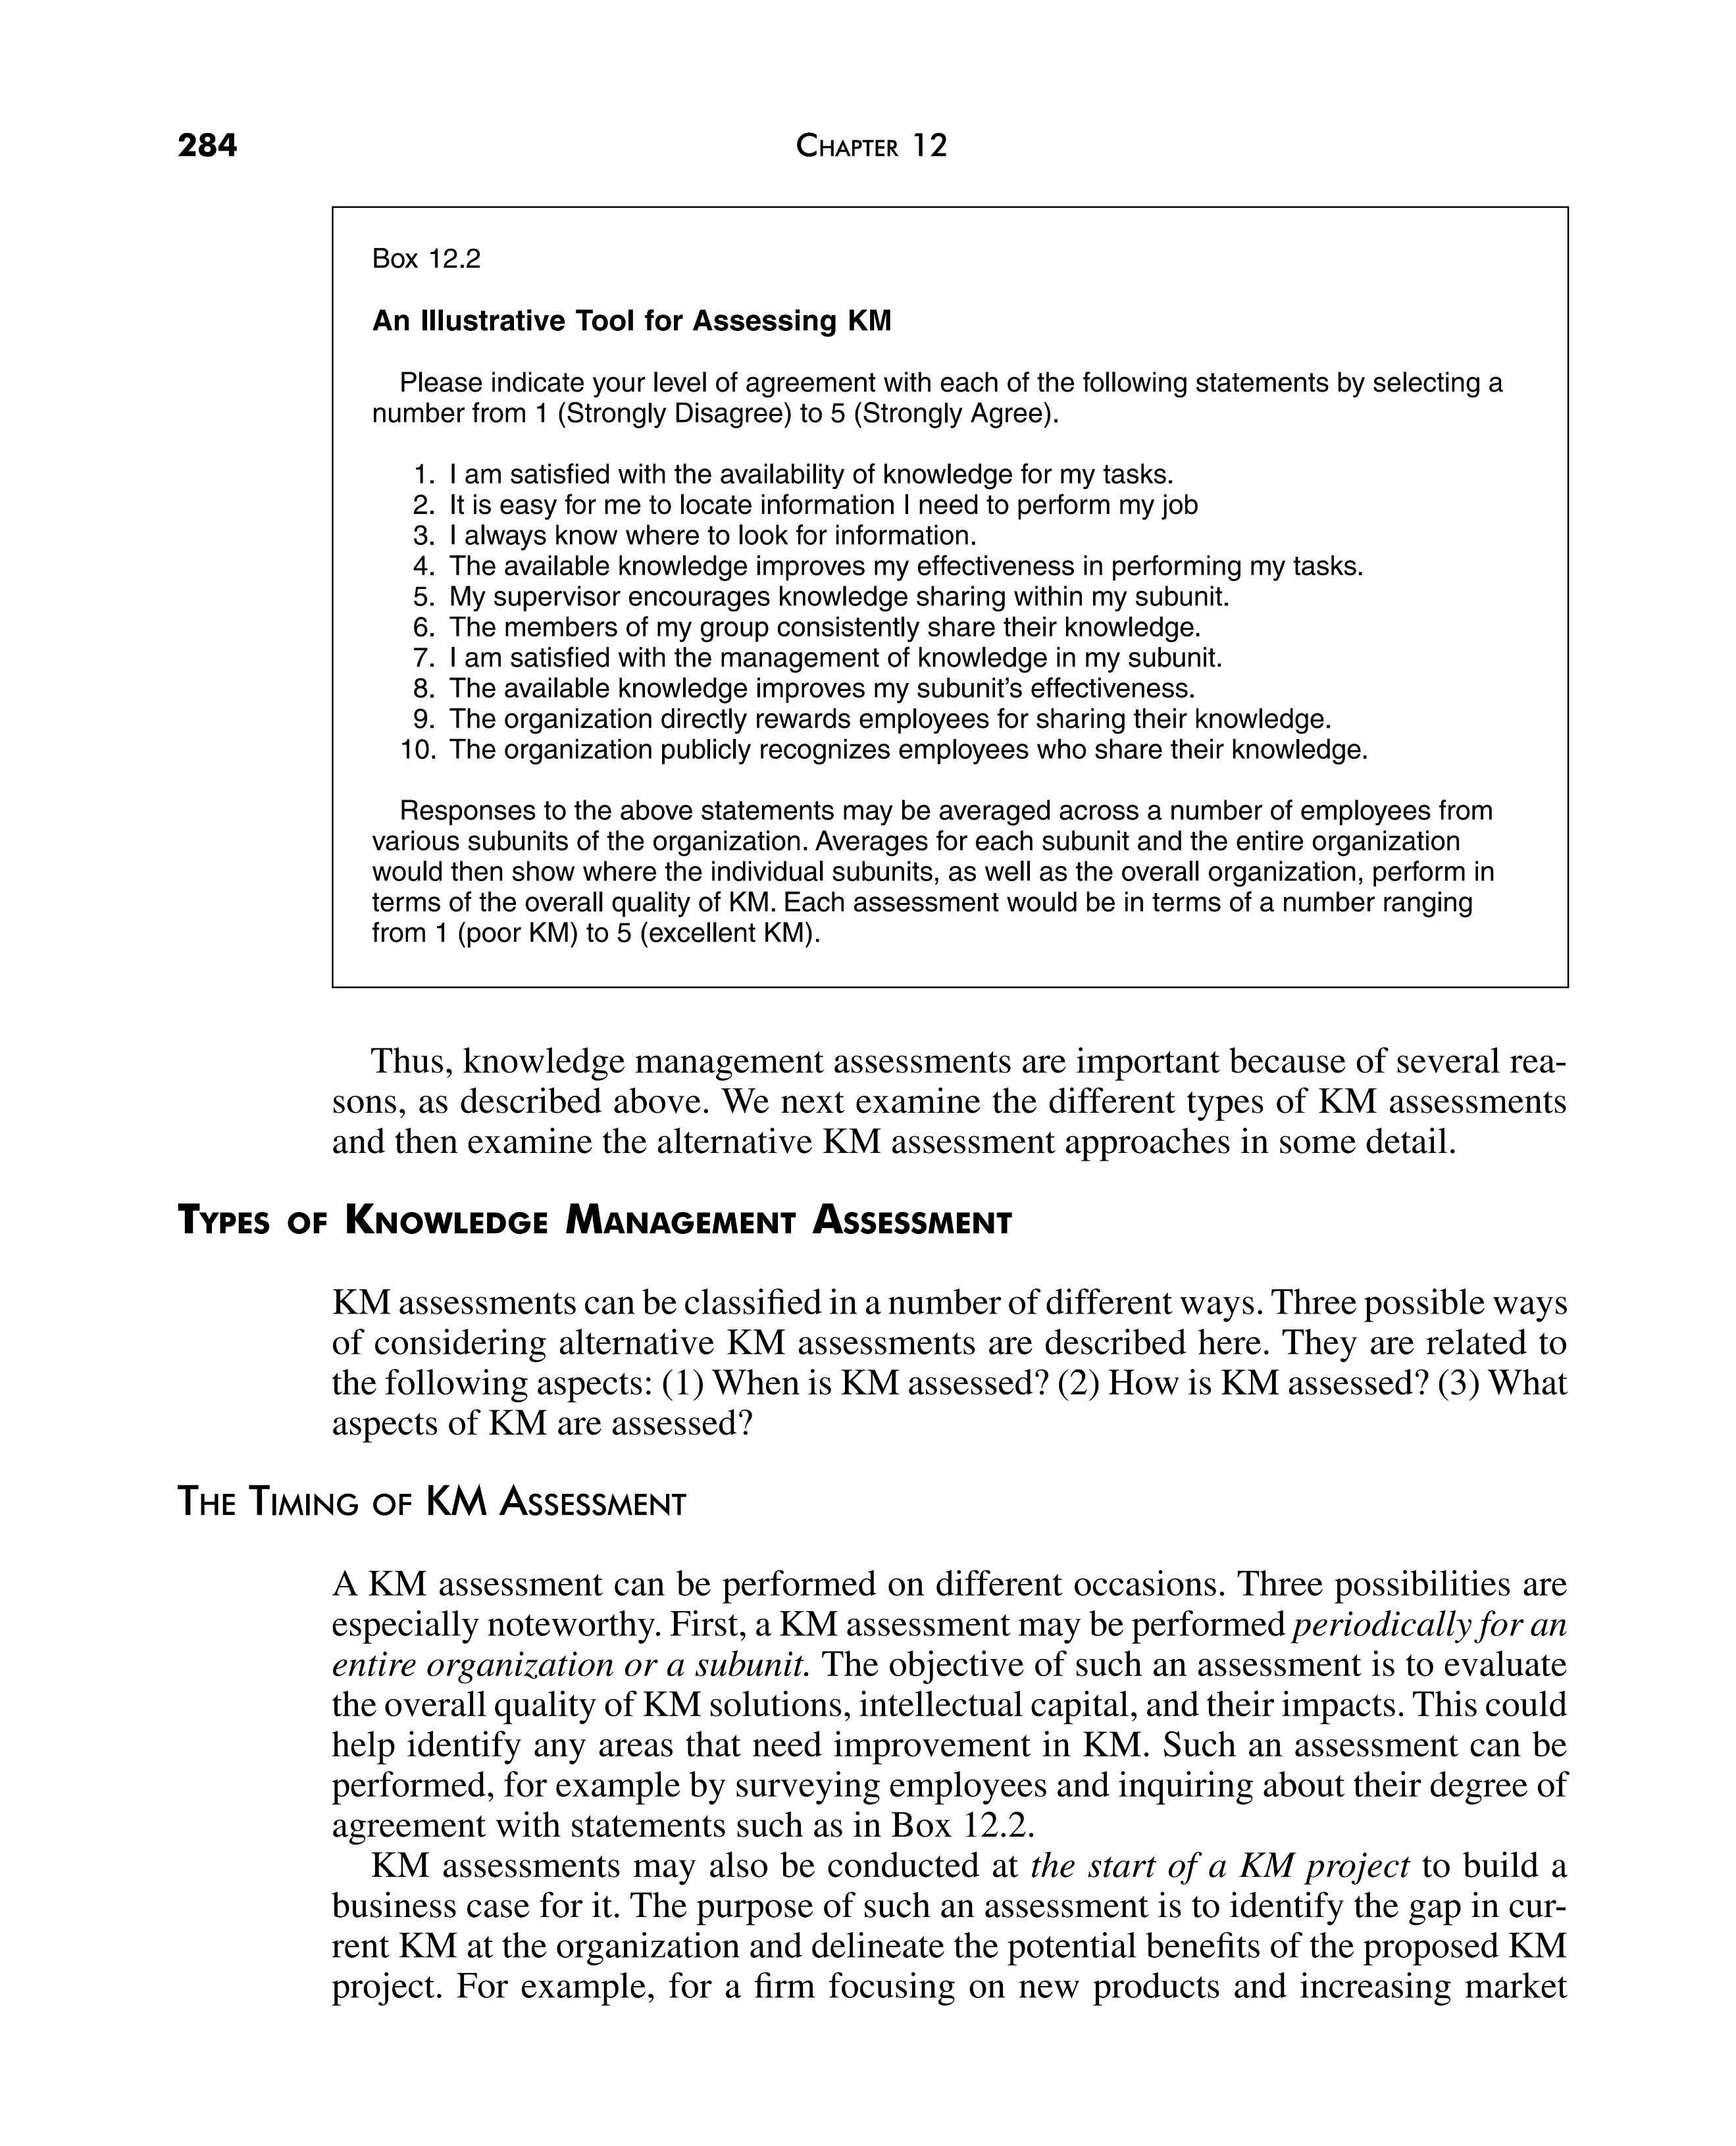 284
CHAPTER 12
Box 12.2
An Illustrative Tool for Assessing KM
Please indicate your level of agreement with each of the following statements by selecting a
number from 1 (Strongly Disagree) to 5 (Strongly Agree).
1. I am satisfied with the availability of knowledge for my tasks.
2. It is easy for me to locate information I need to perform my job
3. I always know where to look for information.
4. The available knowledge improves my effectiveness in performing my tasks.
5. My supervisor encourages knowledge sharing within my subunit.
6. The members of my group consistently share their knowledge.
7. I am satisfied with the management of knowledge in my subunit.
8. The available knowledge improves my subunit's effectiveness.
9. The organization directly rewards employees for sharing their knowledge.
10. The organization publicly recognizes employees who share their knowledge.
Responses to the above statements may be averaged across a number of employees from
various subunits of the organization. Averages for each subunit and the entire organization
would then show where the individual subunits, as well as the overall organization, perform in
terms of the overall quality of KM. Each assessment would be in terms of a number ranging
from 1 (poor KM) to 5 (excellent KM).
Thus, knowledge management assessments are important because of several rea-
sons, as described above. We next examine the different types of KM assessments
and then examine the alternative KM assessment approaches in some detail.
TYPES OF KNOWLEDGE MANAGEMENT ASSESSMENT
KM assessments can be classified in a number of different ways. Three possible ways
of considering alternative KM assessments are described here. They are related to
the following aspects: (1) When is KM assessed? (2) How is KM assessed? (3) What
aspects of KM are assessed?
THE TIMING OF KM ASSESSMENT
A KM assessment can be performed on different occasions. Three possibilities are
especially noteworthy. First, a KM assessment may be performed periodically for an
entire organization or a subunit. The objective of such an assessment is to evaluate
the overall quality of KM solutions, intellectual capital, and their impacts. This could
help identify any areas that need improvement in KM. Such an assessment can be
performed, for example by surveying employees and inquiring about their degree of
agreement with statements such as in Box 12.2.
KM assessments may also be conducted at the start of a KM project to build a
business case for it. The purpose of such an assessment is to identify the gap in cur-
rent KM at the organization and delineate the potential benefits of the proposed KM
project. For example, for a firm focusing on new products and increasing market